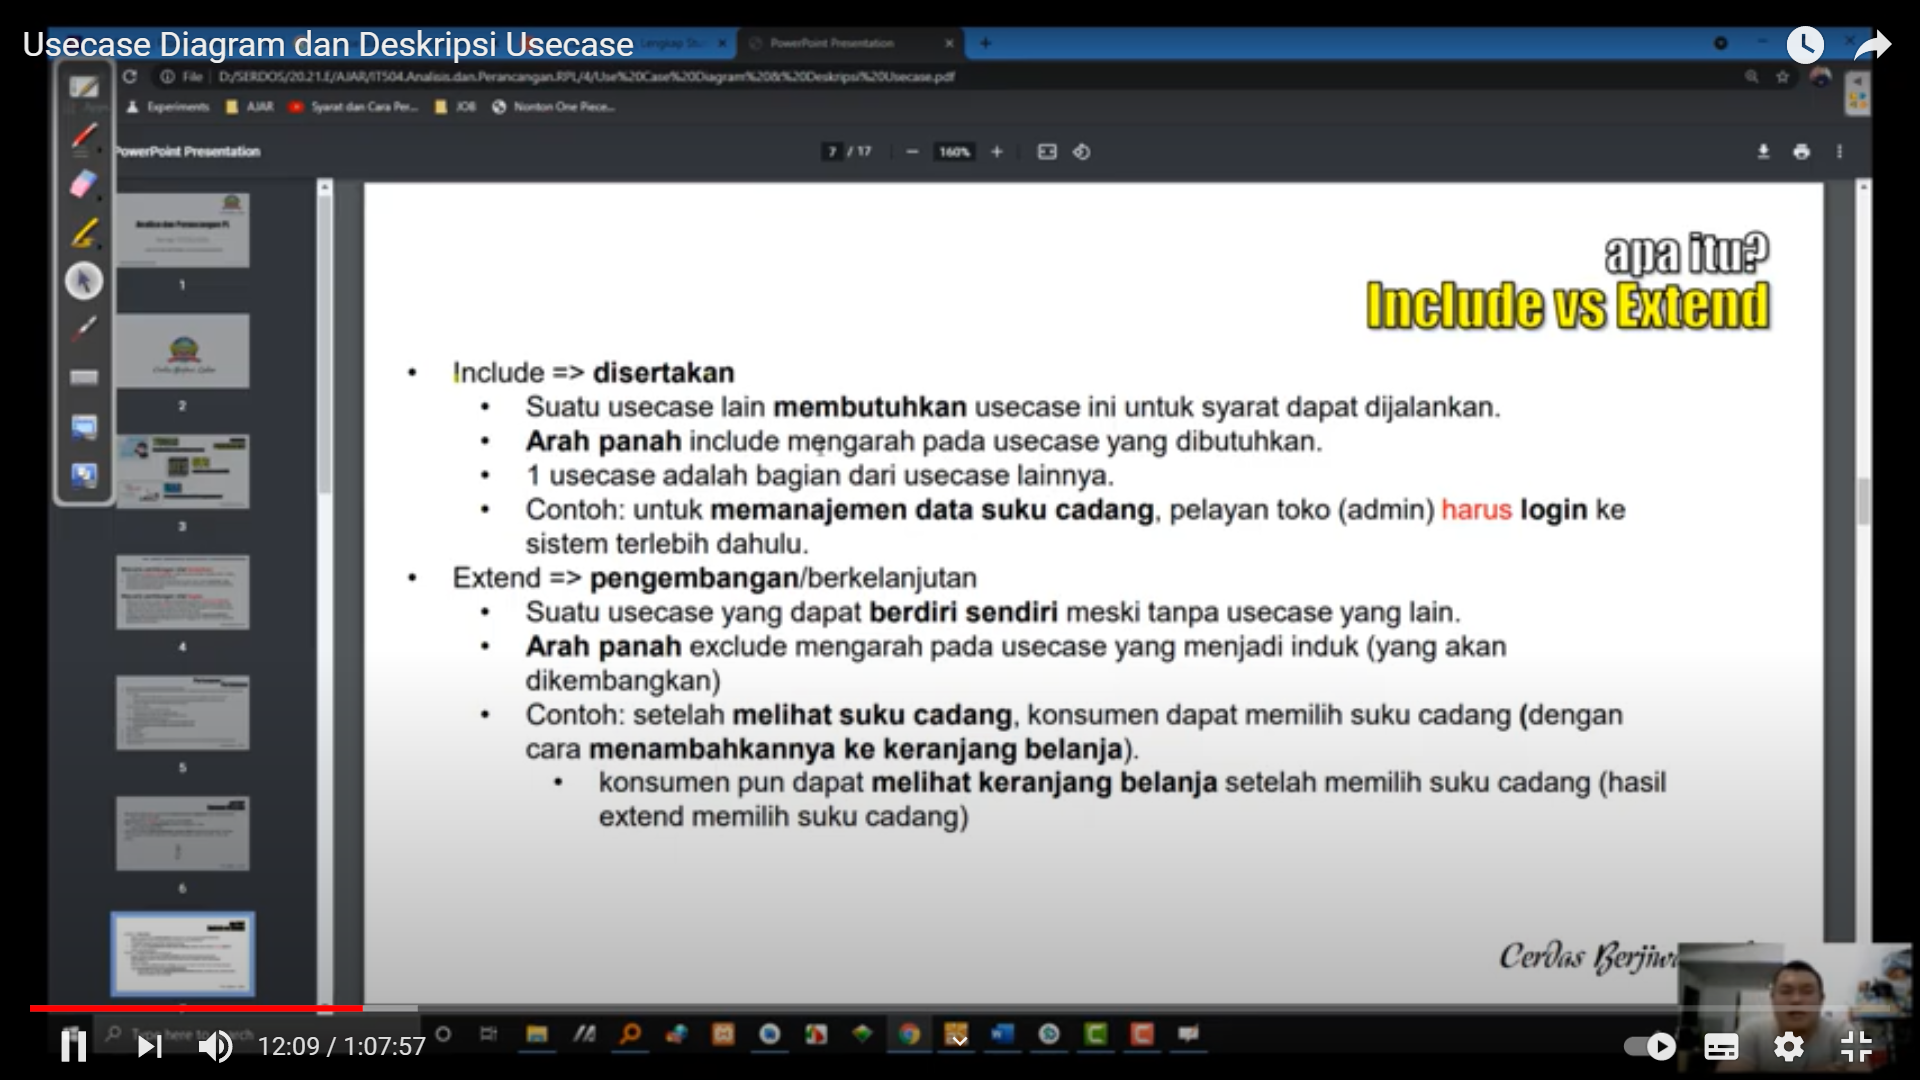 Usecase Diagram dan Deskripsi Usecase
PowerPoint Presentation
File
D:/SERDOS/20.21.E/AJAR/IT504.Analisis.dan.Perancangan.RPL/4/Use%20Case%20Diagram%20&%20Deskripsi%20Usecase.pdf
Experiments
AJAR
Syarat dan Cara Per...
JOB
Nonton One Piece...
PowerPoint Presentation
7 / 17
160%
1
2
3
4
5
6
apa itu?
Include vs Extend
• Include => disertakan
• Suatu usecase lain membutuhkan usecase ini untuk syarat dapat dijalankan.
• Arah panah include mengarah pada usecase yang dibutuhkan.
• 1 usecase adalah bagian dari usecase lainnya.
• Contoh: untuk memanajemen data suku cadang, pelayan toko (admin) harus login ke
sistem terlebih dahulu.
• Extend => pengembangan/berkelanjutan
• Suatu usecase yang dapat berdiri sendiri meski tanpa usecase yang lain.
• Arah panah exclude mengarah pada usecase yang menjadi induk (yang akan
dikembangkan)
• Contoh: setelah melihat suku cadang, konsumen dapat memilih suku cadang (dengan
cara menambahkannya ke keranjang belanja).
• konsumen pun dapat melihat keranjang belanja setelah memilih suku cadang (hasil
extend memilih suku cadang)
Cerdas
Type here to search
12:09 / 1:07:57